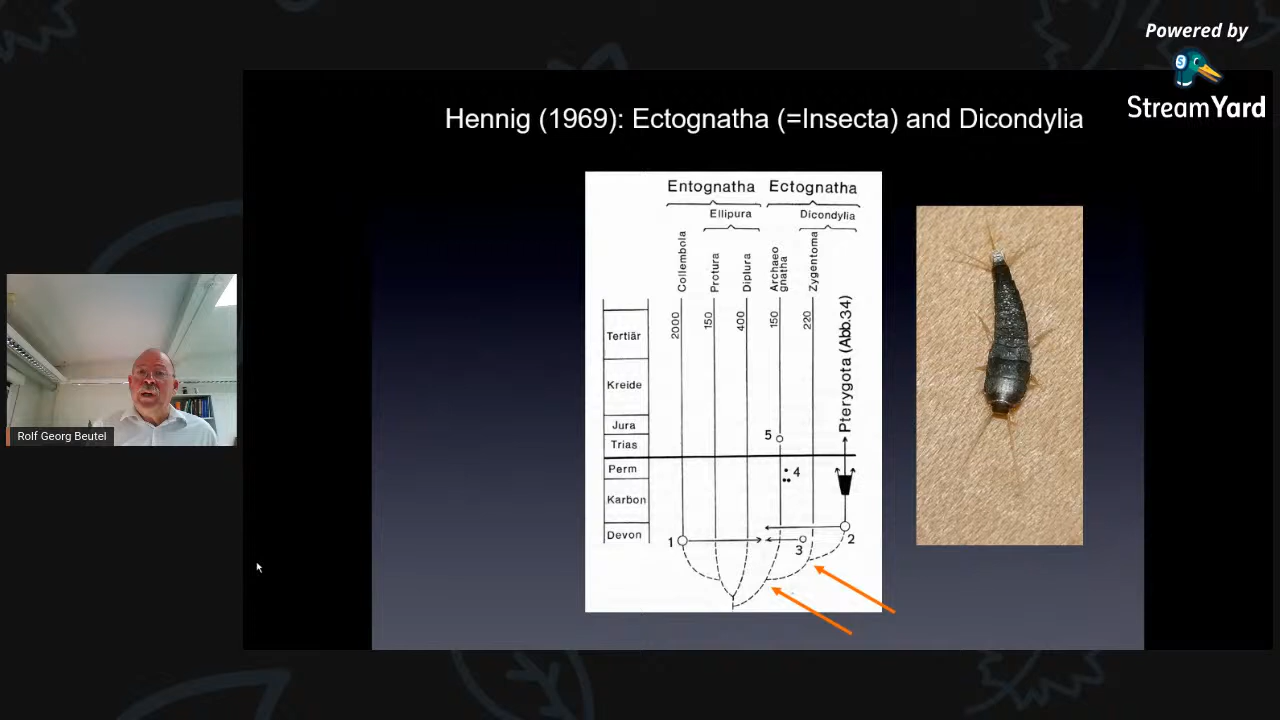 Powered by
StreamYard
Hennig (1969): Ectognatha (=Insecta) and Dicondylia
Entognatha Ectognatha
Ellipura Dicondylia
Collembola
Protura
Diplura
Archaeo
gnatha
Zygentoma
Pterygota (Abb.34)
2000
150
400
150
220
Tertiär
Kreide
Jura
Trias
Perm
Karbon
Devon
5
4
1
3
2
Rolf Georg Beutel